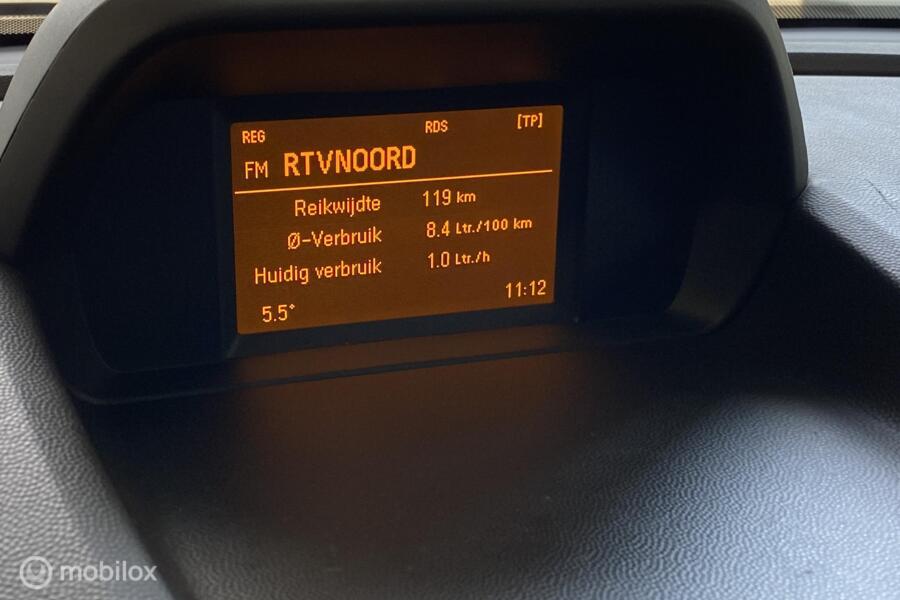 REG RDS [TP]
FM RTVNOORD
Reikwijdte 119 km
Ø-Verbruik 8.4 Ltr./100 km
Huidig verbruik 1.0 Ltr./h
5.5° 11:12
mobilox